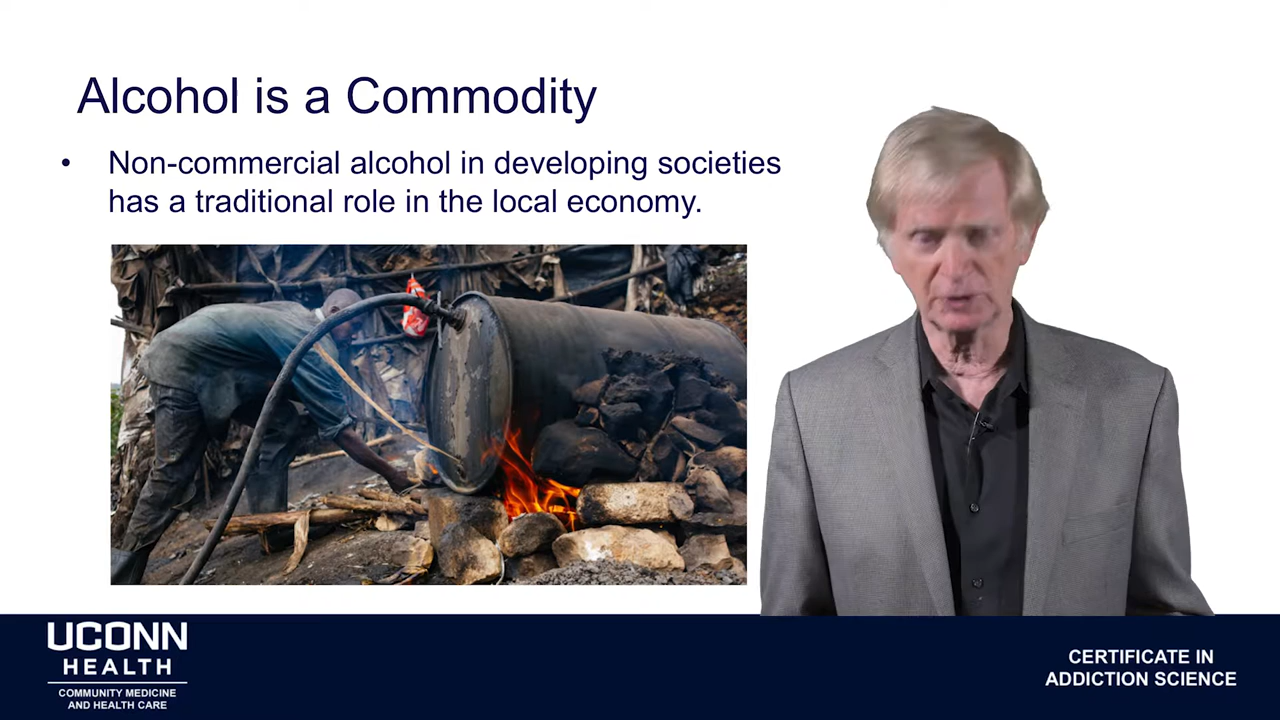 Alcohol is a Commodity
• Non-commercial alcohol in developing societies
has a traditional role in the local economy.
UCONN
HEALTH
COMMUNITY MEDICINE
AND HEALTH CARE
CERTIFICATE IN
ADDICTION SCIENCE